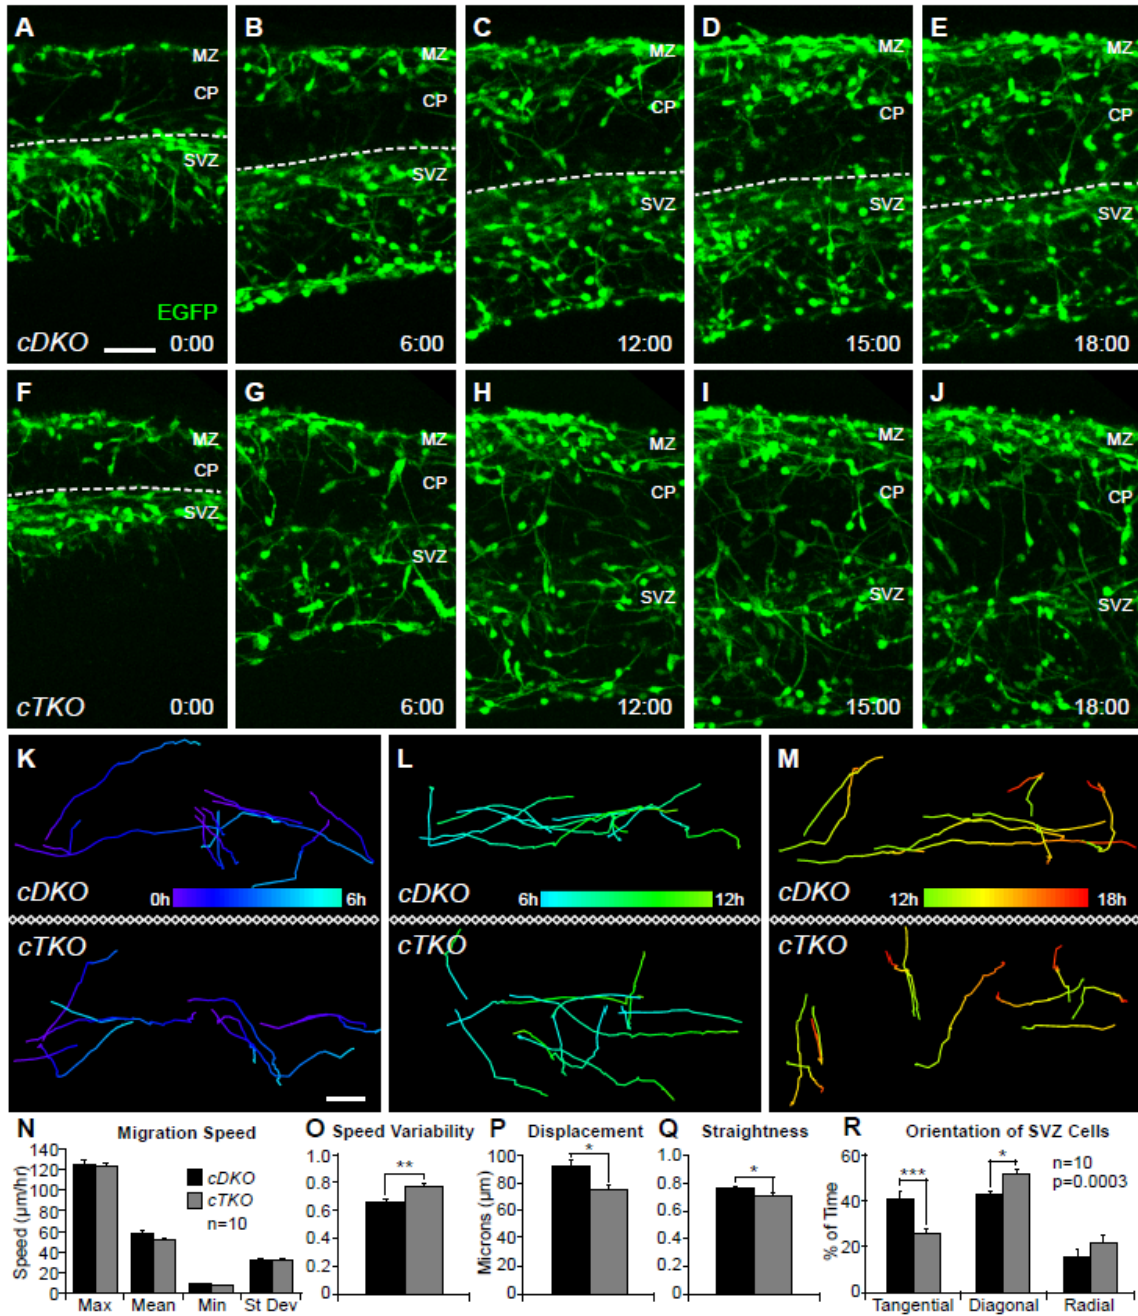 A B C D E
MZ MZ MZ MZ MZ
CP CP CP CP CP
SVZ SVZ SVZ SVZ SVZ
EGFP
cDKO 0:00 6:00 12:00 15:00 18:00
F G H I J
MZ MZ MZ MZ MZ
CP CP CP CP CP
SVZ SVZ SVZ SVZ SVZ
cTKO 0:00 6:00 12:00 15:00 18:00
K L M
cDKO cDKO cDKO
0h 6h 6h 12h 12h 18h
cTKO cTKO cTKO
N Migration Speed
Speed (µm/hr)
140
120
100
80
60
40
20
0
cDKO
cTKO
n=10
Max Mean Min St Dev
O Speed Variability
1.0
0.8
0.6
0.4
0.2
0
**
P Displacement
Microns (µm)
100
80
60
40
20
0
*
Q Straightness
1.0
0.8
0.6
0.4
0.2
0
*
R Orientation of SVZ Cells
% of Time
60
40
20
0
***
*
n=10
p=0.0003
Tangential Diagonal Radial